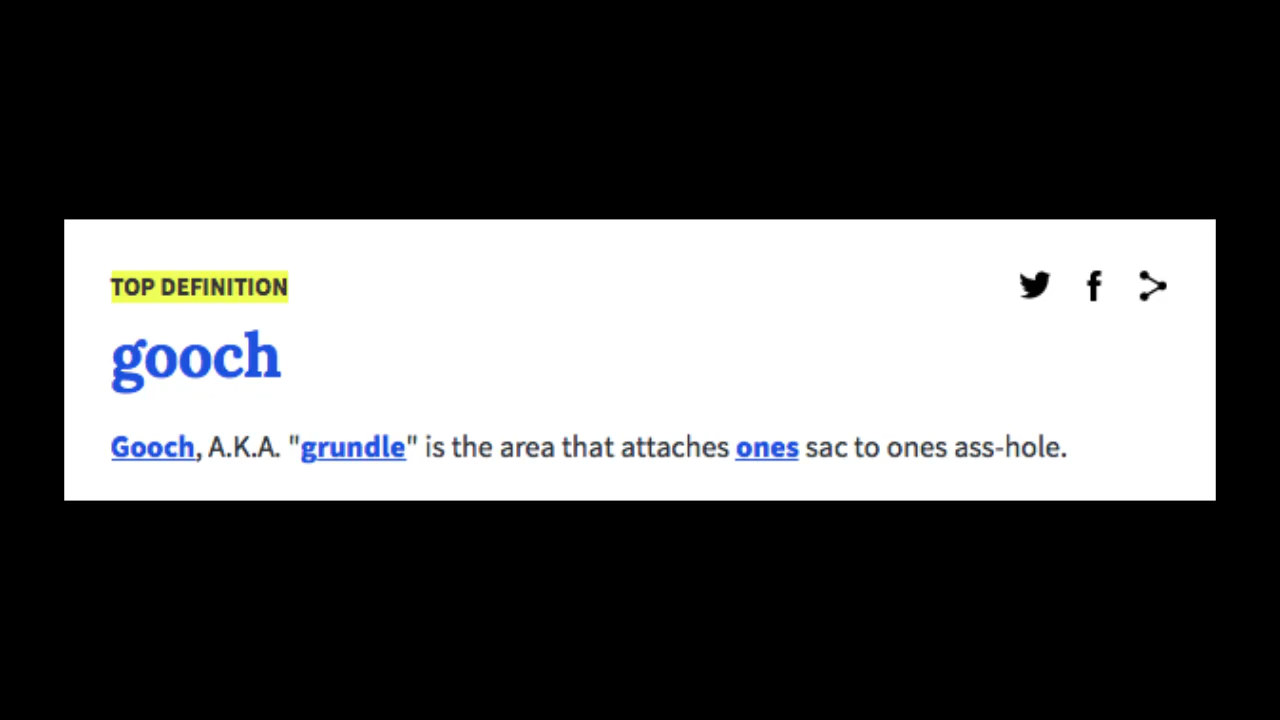 TOP DEFINITION
gooch
Gooch, A.K.A. "grundle" is the area that attaches ones sac to ones ass-hole.